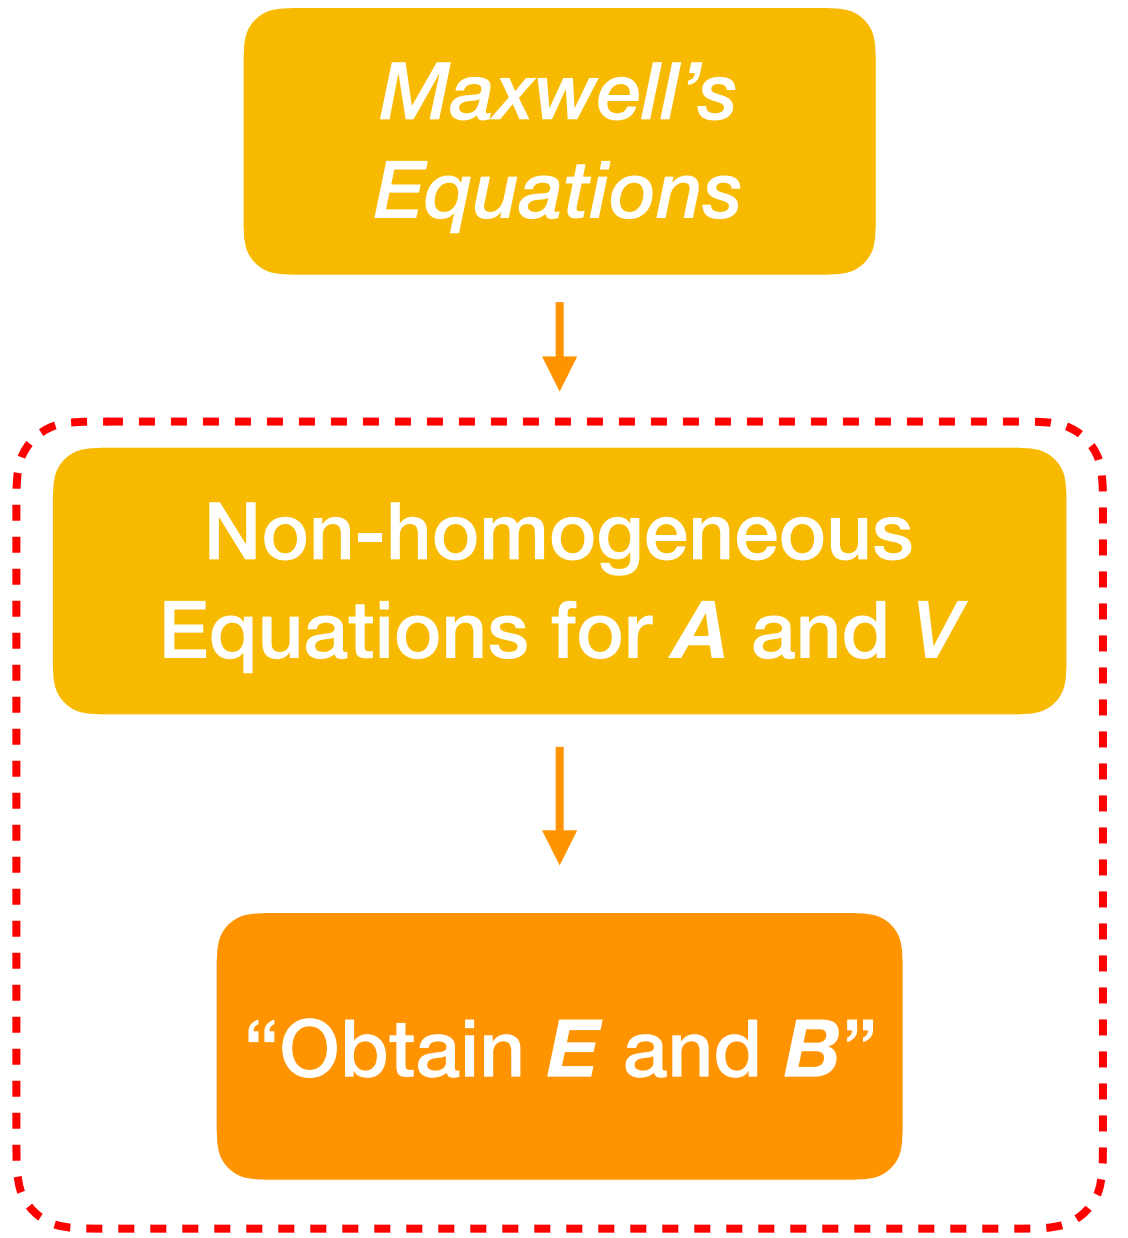 Maxwell’s
Equations
Non-homogeneous
Equations for A and V
“Obtain E and B”